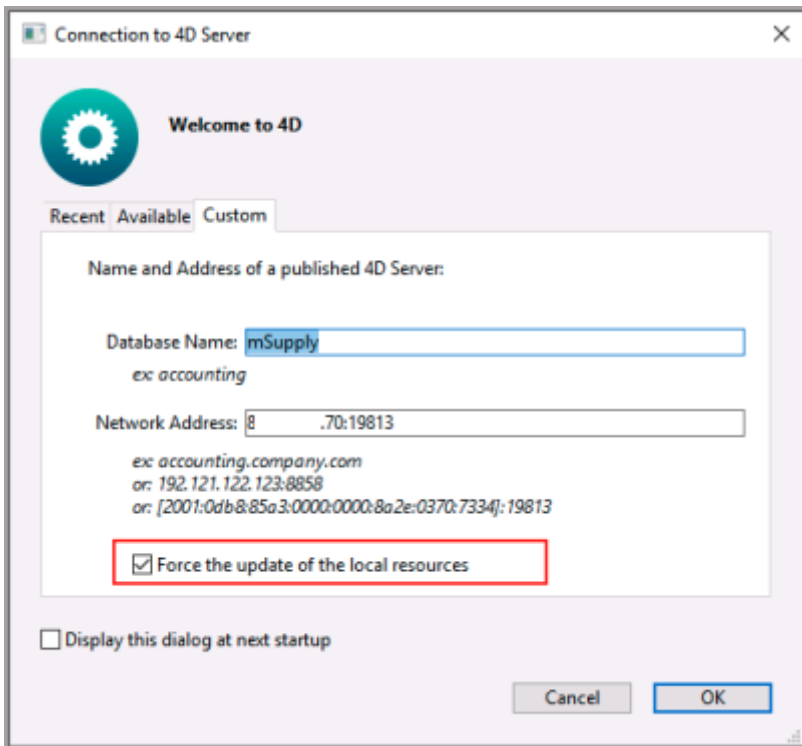 Connection to 4D Server
Welcome to 4D
Recent Available Custom
Name and Address of a published 4D Server:
Database Name: mSupply
ex: accounting
Network Address: 8 .70:19813
ex: accounting.company.com
or: 192.121.122.123:8858
or: [2001:0db8:85a3:0000:0000:8a2e:0370:7334]:19813
Force the update of the local resources
Display this dialog at next startup
Cancel OK